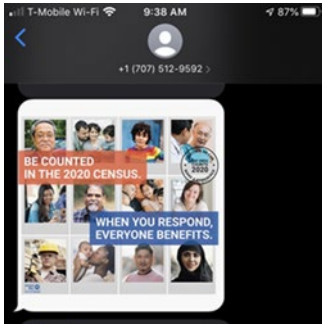 T-Mobile Wi-Fi 9:38 AM 87%
+1 (707) 512-9592 >
BE COUNTED
IN THE 2020 CENSUS.
2020
WHEN YOU RESPOND,
EVERYONE BENEFITS.